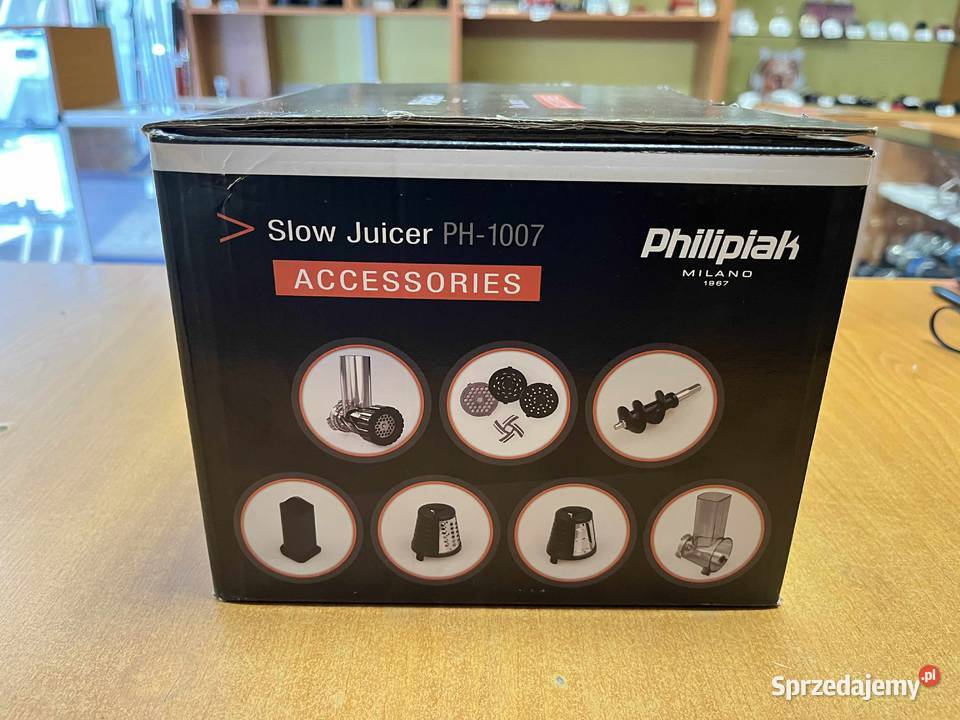 > Slow Juicer PH-1007
ACCESSORIES
Philipiak
MILANO
1967
Sprzedajemy.pl